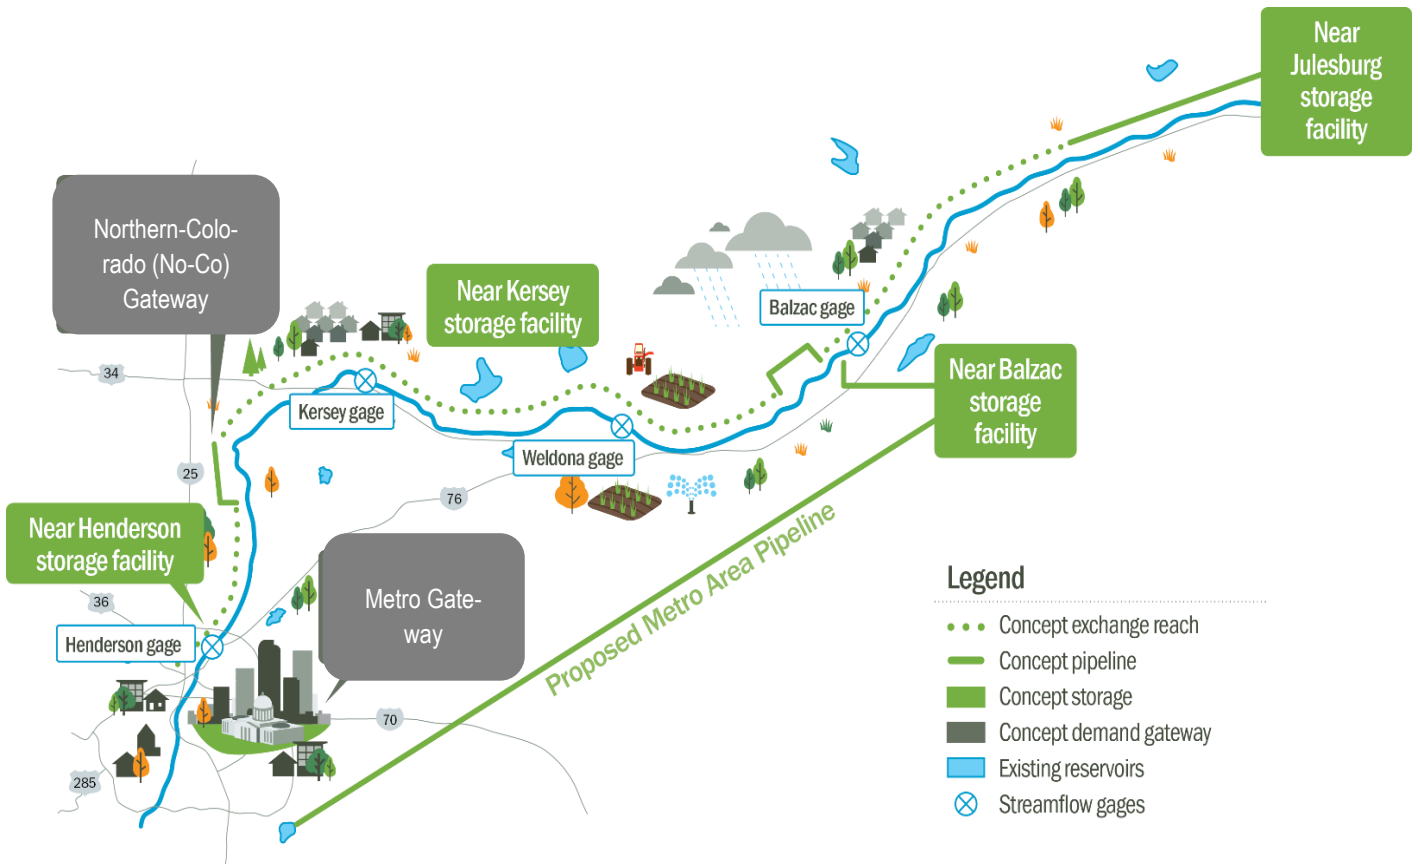 Near
Julesburg
storage
facility
Northern-Colo-
rado (No-Co)
Gateway
Near Kersey
storage facility
Balzac gage
34
Kersey gage
Near Balzac
storage
facility
Weldona gage
25
76
Near Henderson
storage facility
Proposed Metro Area Pipeline
36
Metro Gate-
way
Henderson gage
70
285
Legend
Concept exchange reach
Concept pipeline
Concept storage
Concept demand gateway
Existing reservoirs
Streamflow gages